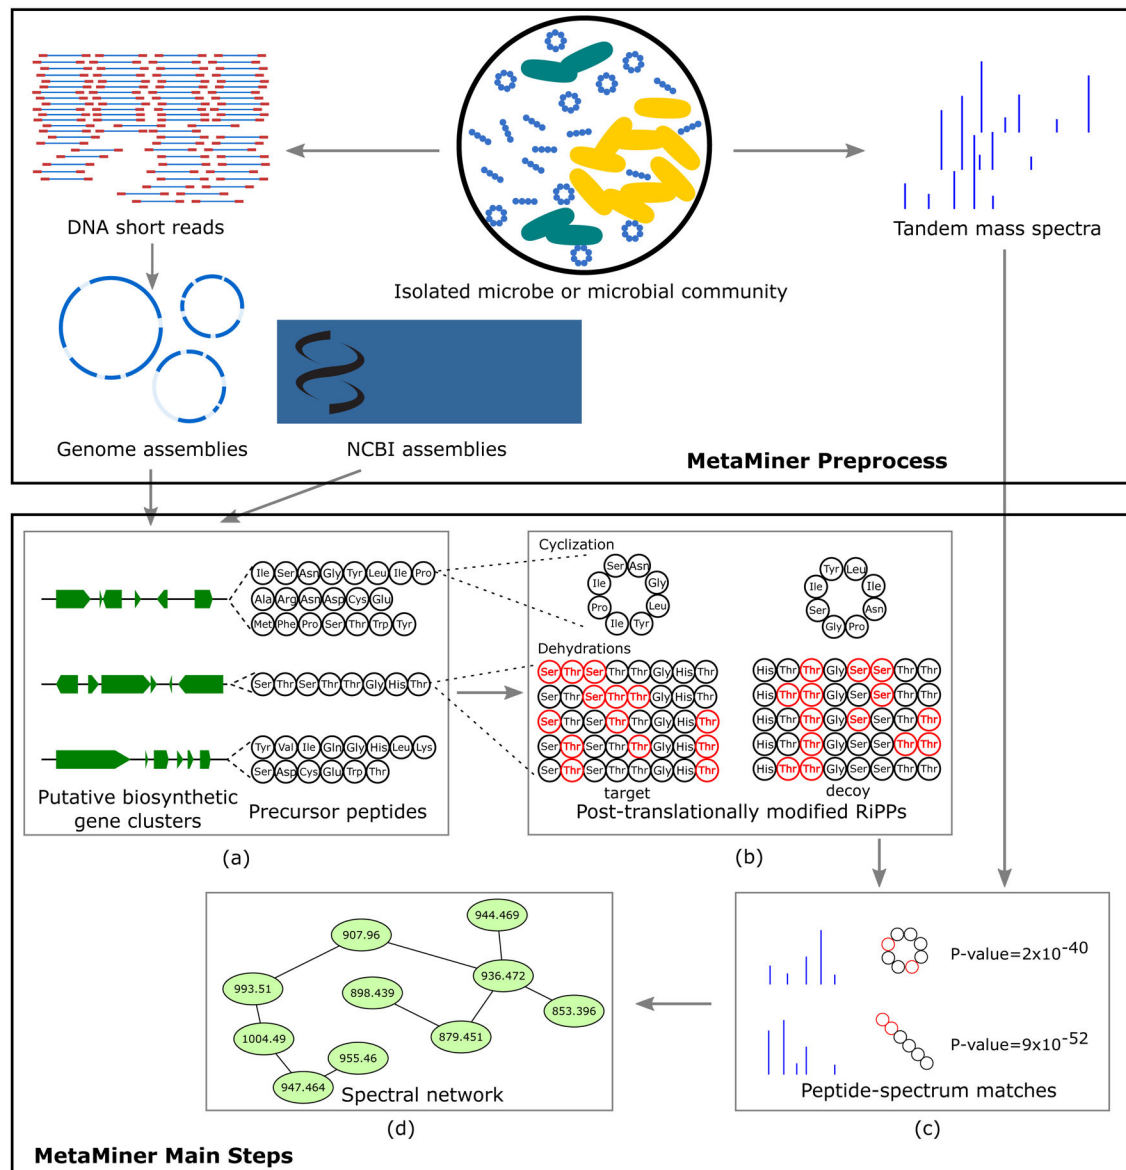 DNA short reads
Isolated microbe or microbial community
Tandem mass spectra
Genome assemblies
NCBI assemblies
MetaMiner Preprocess
Ile Ser Asn Gly Tyr Leu Ile Pro
Ala Arg Asn Asp Cys Glu
Met Phe Pro Ser Thr Trp Tyr
Ser Thr Ser Thr Thr Gly His Thr
Tyr Val Ile Gln Gly His Leu Lys
Ser Asp Cys Glu Trp Thr
Putative biosynthetic
gene clusters
Precursor peptides
(a)
Cyclization
Ser Asn
Ile Gly
Pro Leu
Ile Tyr
Tyr Leu
Ile Ile
Ser Asn
Gly Pro
Dehydrations
Ser Thr Ser Thr Thr Gly His Thr
Ser Thr Ser Thr Thr Gly His Thr
Ser Thr Ser Thr Thr Gly His Thr
Ser Thr Ser Thr Thr Gly His Thr
Ser Thr Ser Thr Thr Gly His Thr
target
His Thr Thr Gly Ser Ser Thr Thr
His Thr Thr Gly Ser Ser Thr Thr
His Thr Thr Gly Ser Ser Thr Thr
His Thr Thr Gly Ser Ser Thr Thr
His Thr Thr Gly Ser Ser Thr Thr
decoy
Post-translationally modified RiPPs
(b)
P-value=2x10-40
P-value=9x10-52
Peptide-spectrum matches
(c)
944.469
907.96
936.472
993.51
898.439
853.396
1004.49
879.451
955.46
947.464
Spectral network
(d)
MetaMiner Main Steps